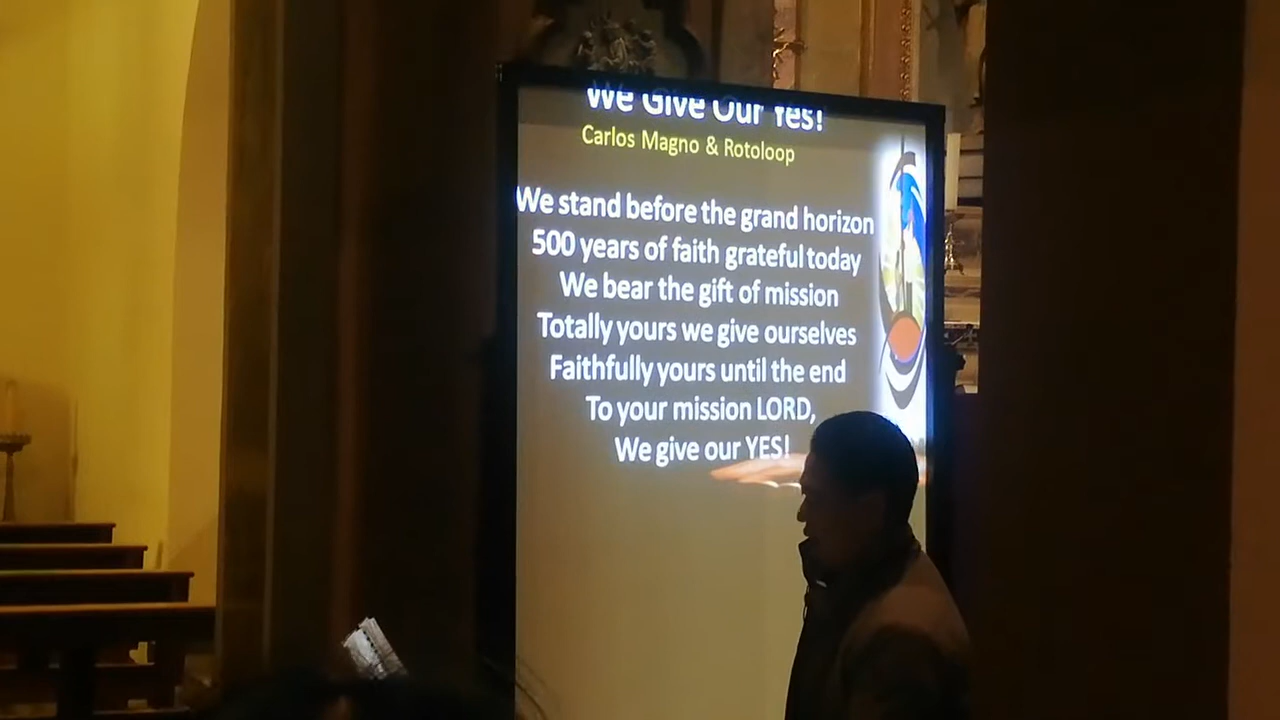 We Give Our Yes!
Carlos Magno & Rotoloop
We stand before the grand horizon
500 years of faith grateful today
We bear the gift of mission
Totally yours we give ourselves
Faithfully yours until the end
To your mission LORD,
We give our YES!